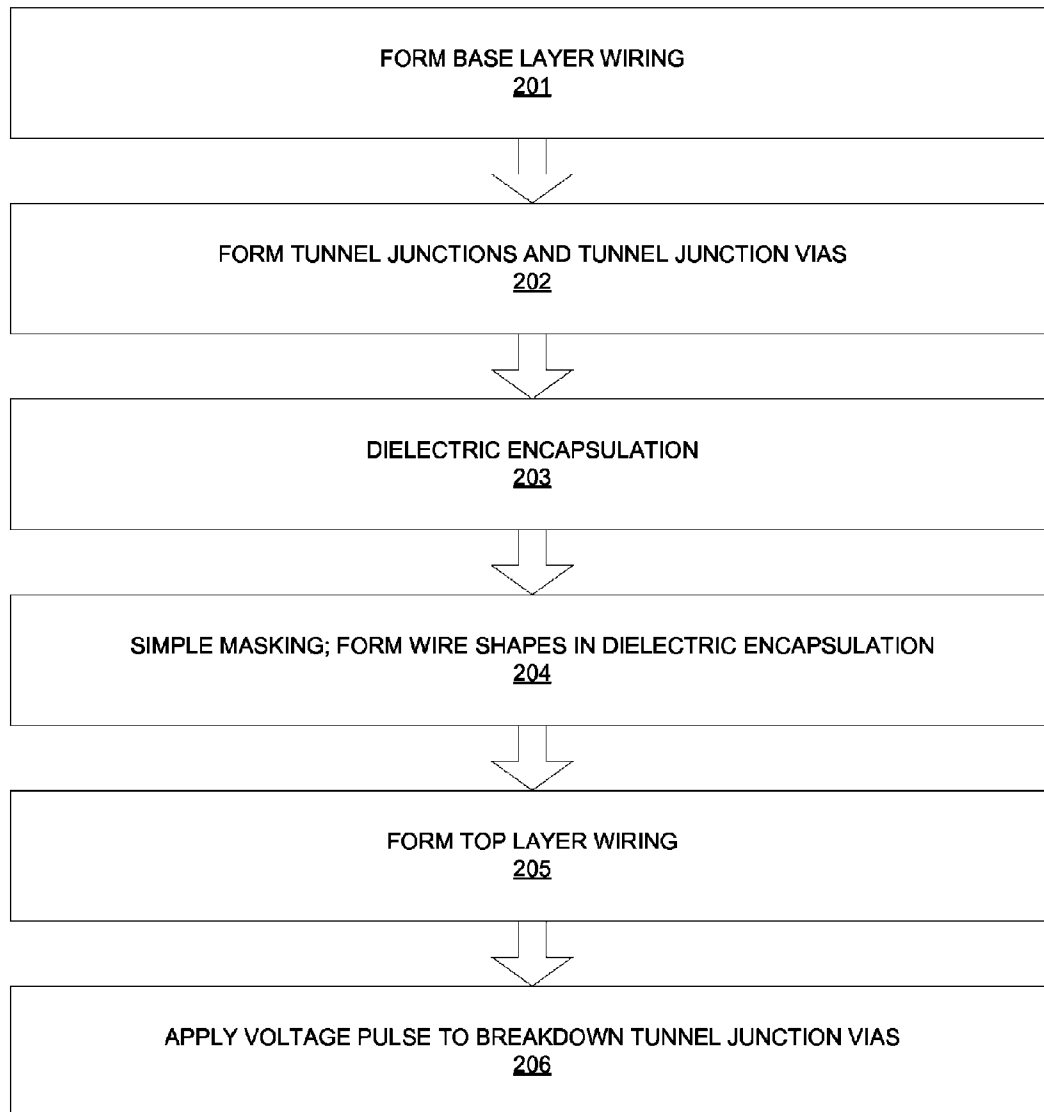 FORM BASE LAYER WIRING
201
FORM TUNNEL JUNCTIONS AND TUNNEL JUNCTION VIAS
202
DIELECTRIC ENCAPSULATION
203
SIMPLE MASKING; FORM WIRE SHAPES IN DIELECTRIC ENCAPSULATION
204
FORM TOP LAYER WIRING
205
APPLY VOLTAGE PULSE TO BREAKDOWN TUNNEL JUNCTION VIAS
206